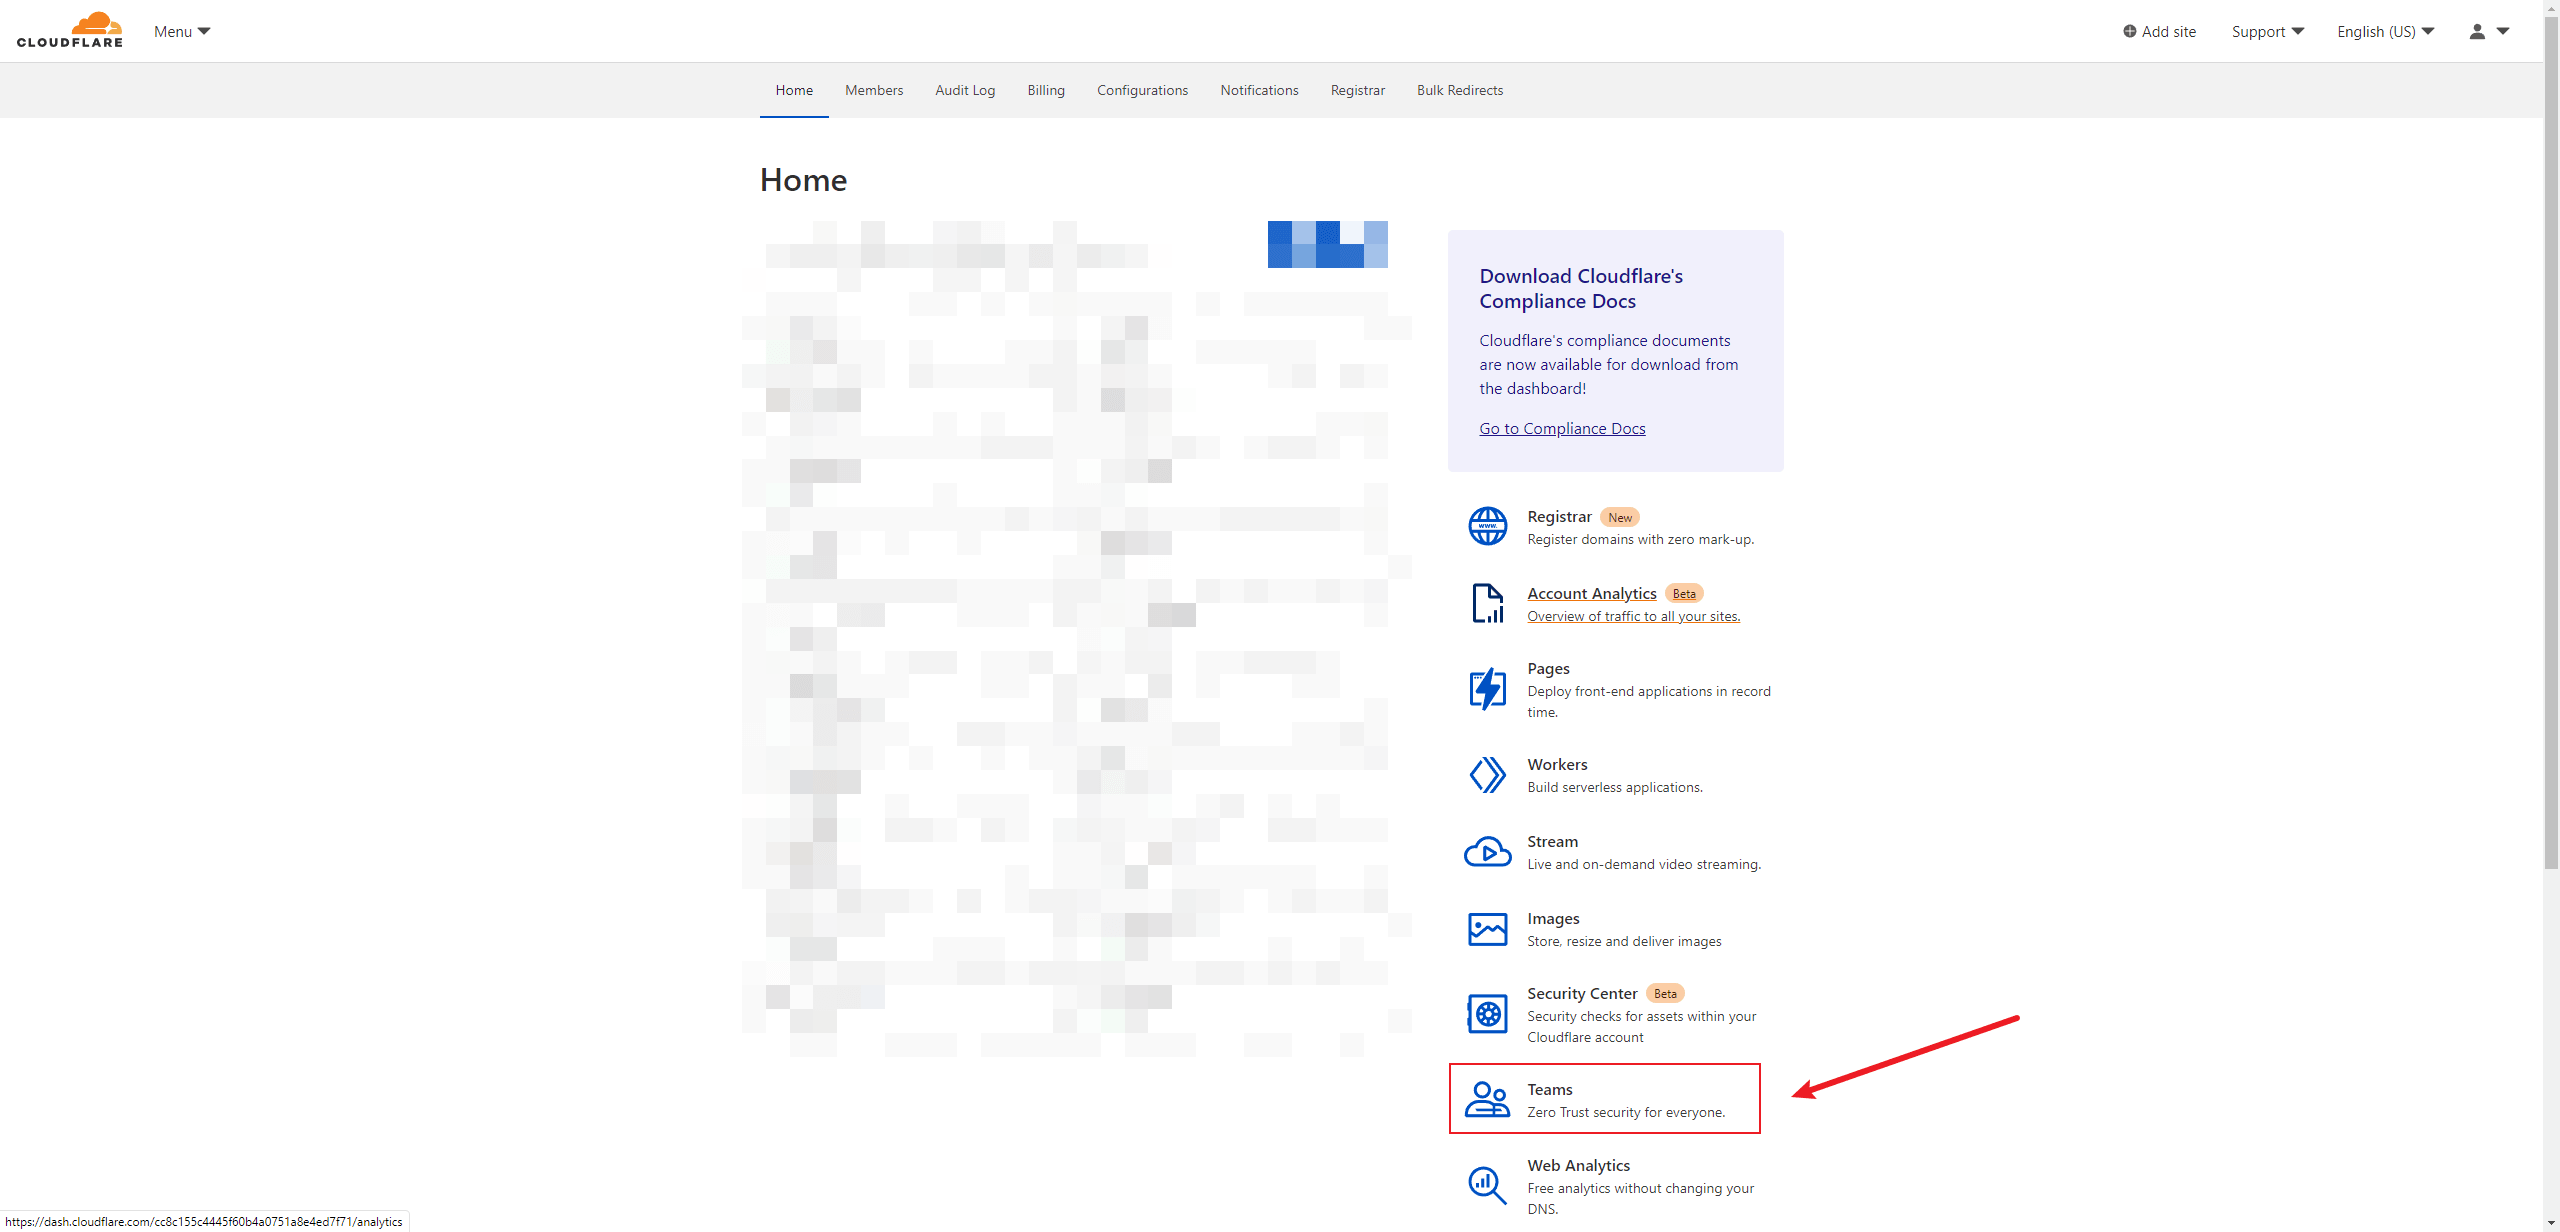 CLOUDFLARE
Menu
Add site
Support
English (US)
Home
Members
Audit Log
Billing
Configurations
Notifications
Registrar
Bulk Redirects
Home
Download Cloudflare's
Compliance Docs
Cloudflare's compliance documents
are now available for download from
the dashboard!
Go to Compliance Docs
www.
Registrar New
Register domains with zero mark-up.
Account Analytics Beta
Overview of traffic to all your sites.
Pages
Deploy front-end applications in record
time.
Workers
Build serverless applications.
Stream
Live and on-demand video streaming.
Images
Store, resize and deliver images
Security Center Beta
Security checks for assets within your
Cloudflare account
Teams
Zero Trust security for everyone.
Web Analytics
Free analytics without changing your
DNS.
https://dash.cloudflare.com/cc8c155c4445f60b4a0751a8e4ed7f71/analytics